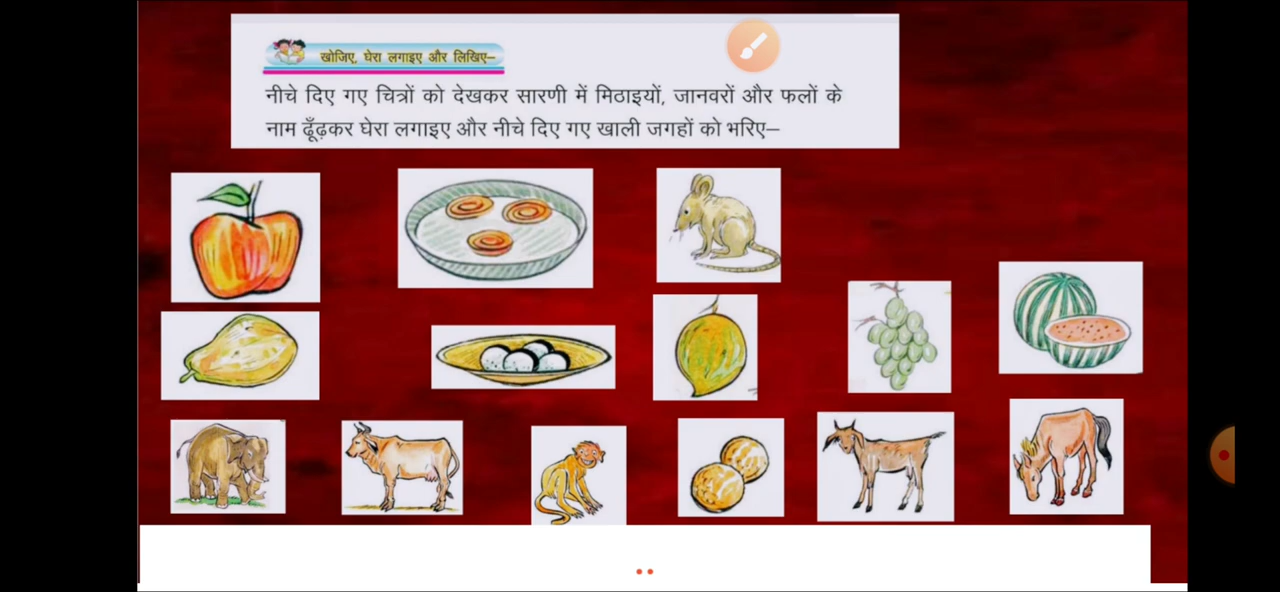 खोजिए, घेरा लगाइए और लिखिए–
नीचे दिए गए चित्रों को देखकर सारणी में मिठाइयों, जानवरों और फलों के
नाम ढूँढ़कर घेरा लगाइए और नीचे दिए गए खाली जगहों को भरिए–